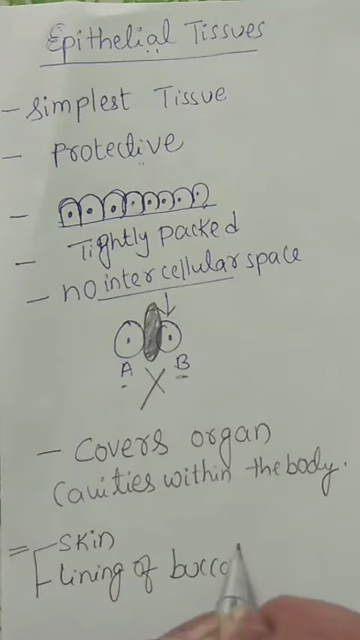 Epithelial Tissues
- Simplest Tissue
- Protective
- Tightly packed
- no intercellular space
A B
- Covers organ
Cavities within the body.
= Skin
- lining of bucca